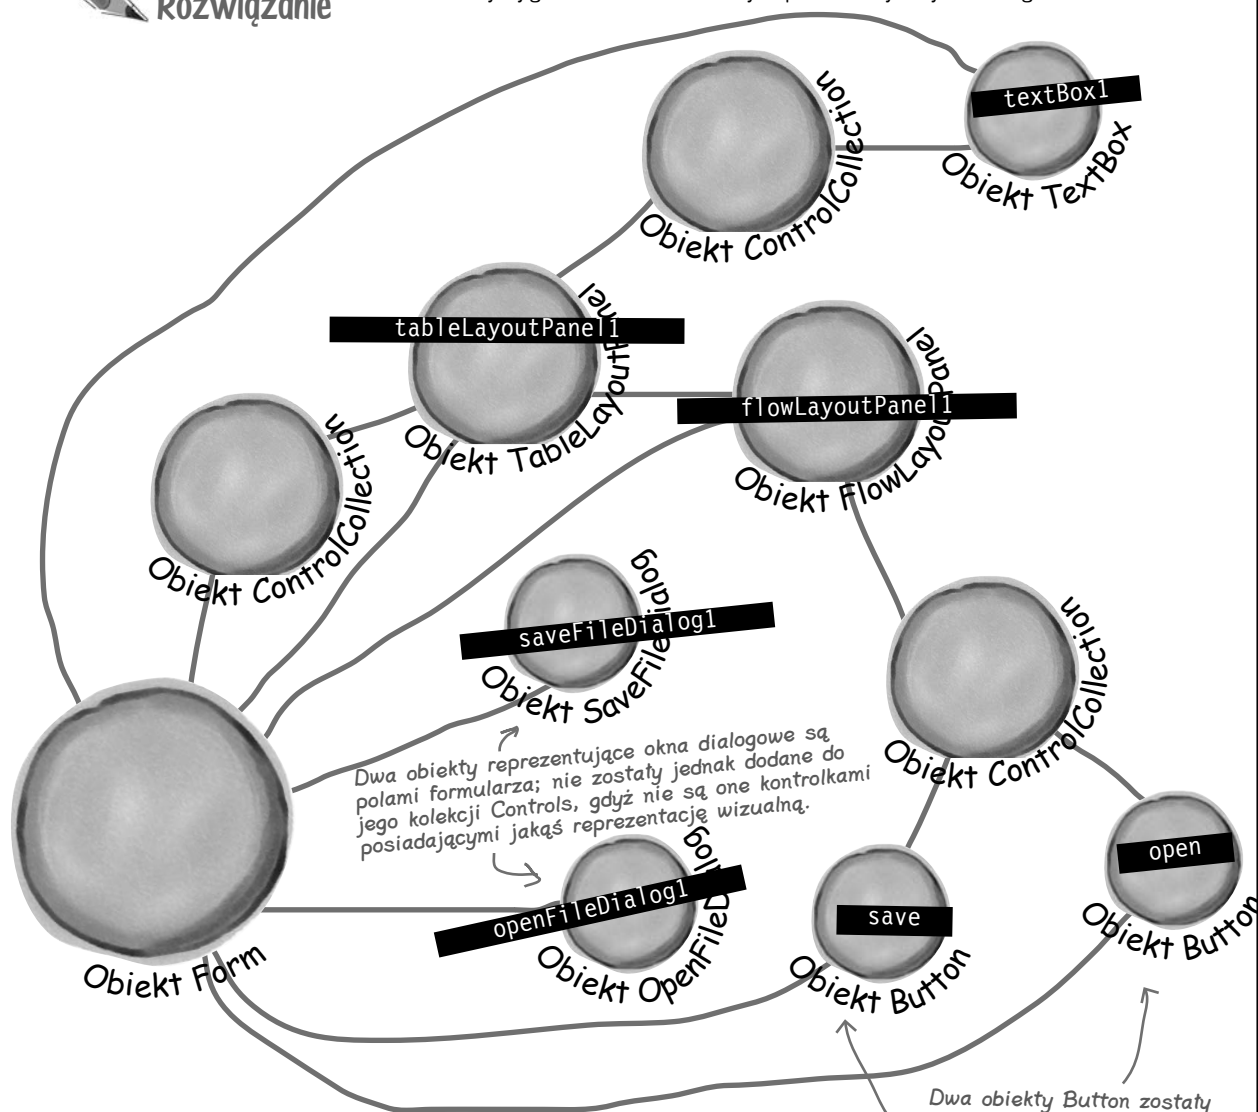 Rozwiązanie
textBox1
Obiekt TextBox
Obiekt ControlCollection
tableLayoutPanel1
Obiekt TableLayoutPanel
flowLayoutPanel1
Obiekt FlowLayoutPanel
Obiekt ControlCollection
saveFileDialog1
Obiekt SaveFileDialog
Obiekt ControlCollection
Dwa obiekty reprezentujące okna dialogowe są
polami formularza; nie zostały jednak dodane do
jego kolekcji Controls, gdyż nie są one kontrolkami
posiadającymi jakąś reprezentację wizualną.
open
Obiekt Button
openFileDialog1
Obiekt OpenFileDialog
save
Obiekt Button
Obiekt Form
Dwa obiekty Button zostały